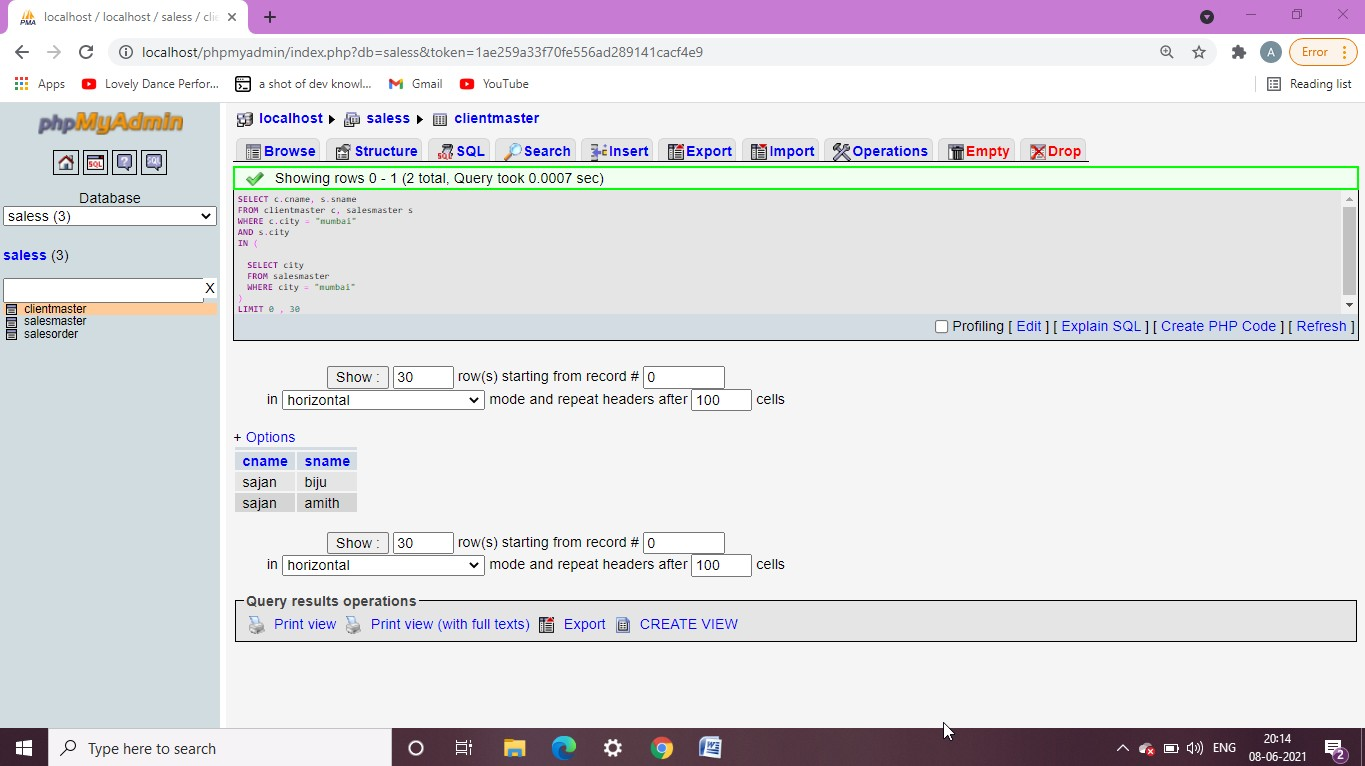 localhost / localhost / saless / clie
localhost/phpmyadmin/index.php?db=saless&token=1ae259a33f70fe556ad289141cacf4e9
A
Error
Apps
Lovely Dance Perfor...
a shot of dev knowl...
Gmail
YouTube
Reading list
phpMyAdmin
localhost
saless
clientmaster
Browse
Structure
SQL
Search
Insert
Export
Import
Operations
Empty
Drop
Database
saless (3)
saless (3)
X
clientmaster
salesmaster
salesorder
Showing rows 0 - 1 (2 total, Query took 0.0007 sec)
SELECT c.cname, s.sname
FROM clientmaster c, salesmaster s
WHERE c.city = "mumbai"
AND s.city
IN (
SELECT city
FROM salesmaster
WHERE city = "mumbai"
)
LIMIT 0 , 30
Profiling [ Edit ] [ Explain SQL ] [ Create PHP Code ] [ Refresh ]
Show : 30 row(s) starting from record # 0
in horizontal mode and repeat headers after 100 cells
+ Options
cname sname
sajan biju
sajan amith
Show : 30 row(s) starting from record # 0
in horizontal mode and repeat headers after 100 cells
Query results operations
Print view Print view (with full texts) Export CREATE VIEW
Type here to search
ENG
20:14
08-06-2021
2